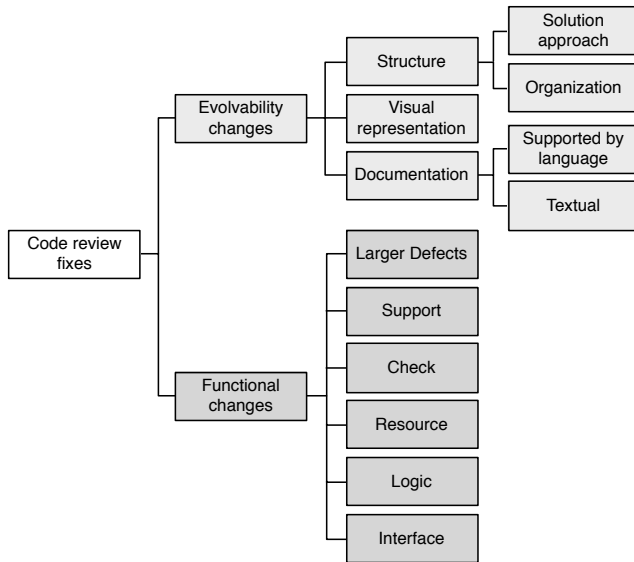 Code review
fixes
Evolvability
changes
Structure
Solution
approach
Organization
Visual
representation
Documentation
Supported by
language
Textual
Functional
changes
Larger Defects
Support
Check
Resource
Logic
Interface